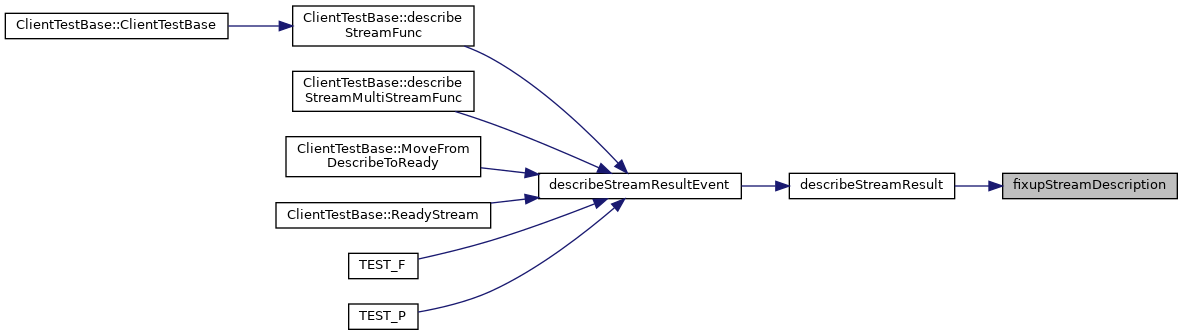 ClientTestBase::ClientTestBase
ClientTestBase::describe
StreamFunc
ClientTestBase::describe
StreamMultiStreamFunc
ClientTestBase::MoveFrom
DescribeToReady
ClientTestBase::ReadyStream
TEST_F
TEST_P
describeStreamResultEvent
describeStreamResult
fixupStreamDescription